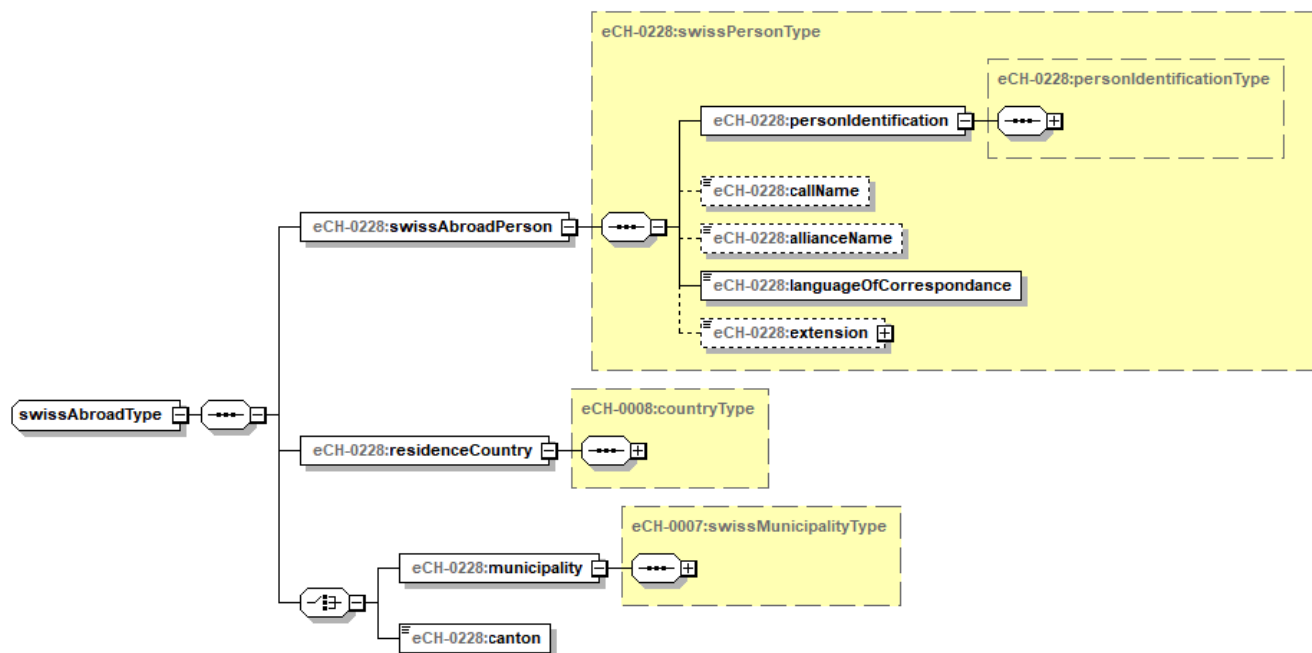 eCH-0228:swissPersonType
eCH-0228:personIdentificationType
eCH-0228:personIdentification
eCH-0228:callName
eCH-0228:swissAbroadPerson
eCH-0228:allianceName
eCH-0228:languageOfCorrespondance
eCH-0228:extension
swissAbroadType
eCH-0008:countryType
eCH-0228:residenceCountry
eCH-0007:swissMunicipalityType
eCH-0228:municipality
eCH-0228:canton